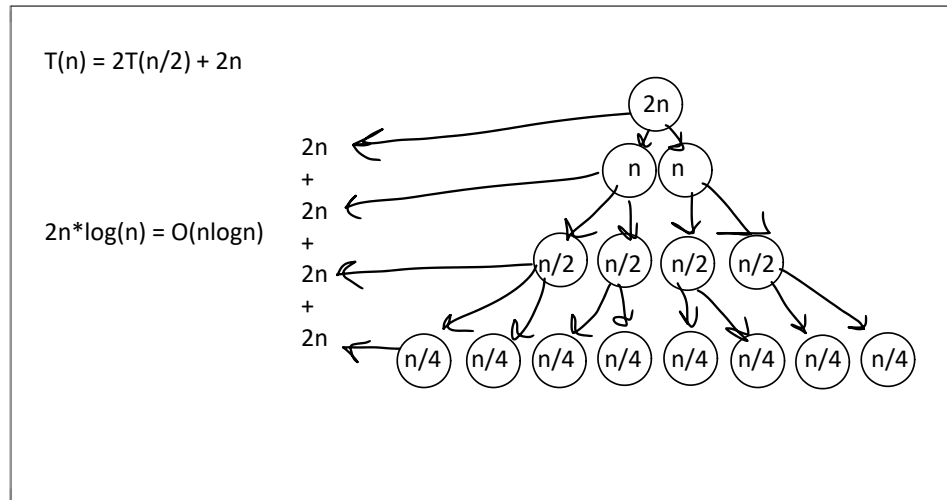 T(n) = 2T(n/2) + 2n
2n
2n
+
n n
2n
2n*log(n) = O(nlogn)
+
n/2 n/2 n/2 n/2
2n
+
2n
n/4 n/4 n/4 n/4 n/4 n/4 n/4 n/4